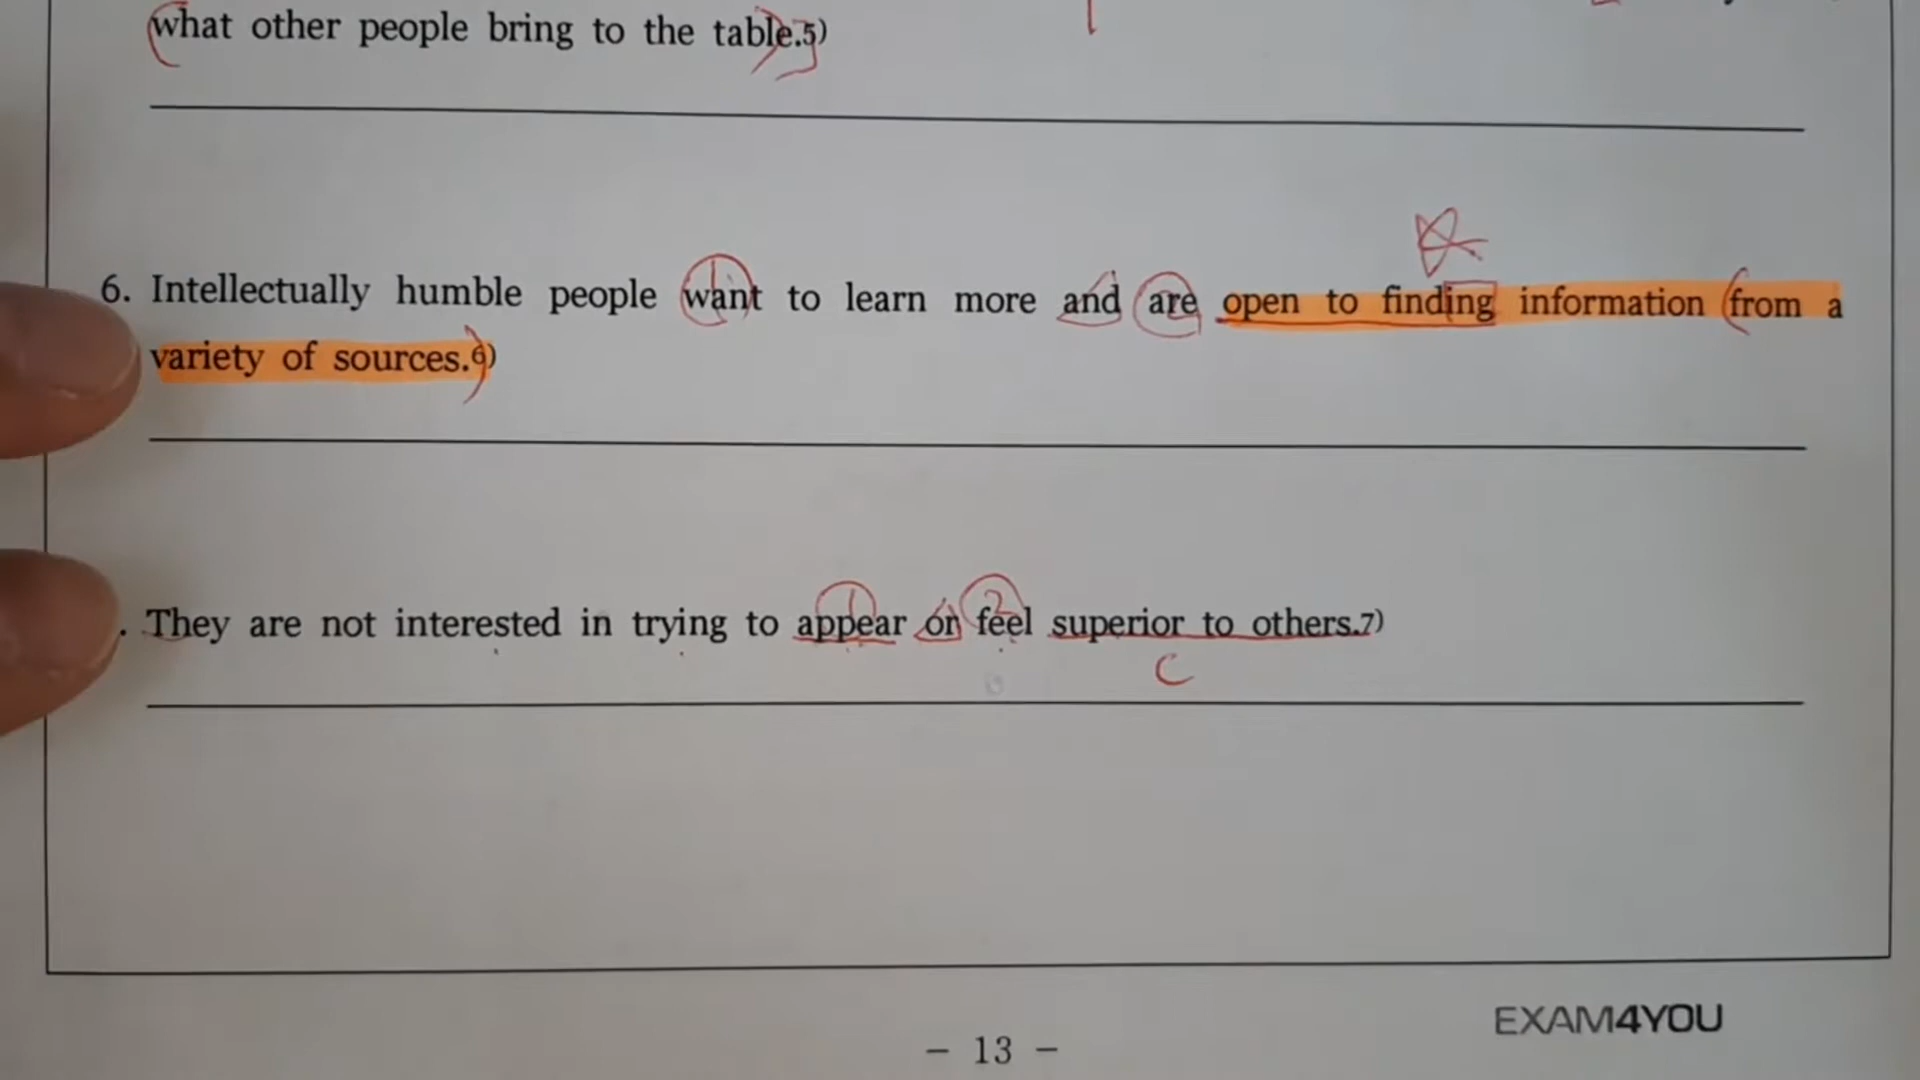 what other people bring to the table.5)
6. Intellectually humble people want to learn more and are open to finding information from a
variety of sources.6)
. They are not interested in trying to appear or feel superior to others.7)
1
2
C
EXAM4YOU
- 13 -